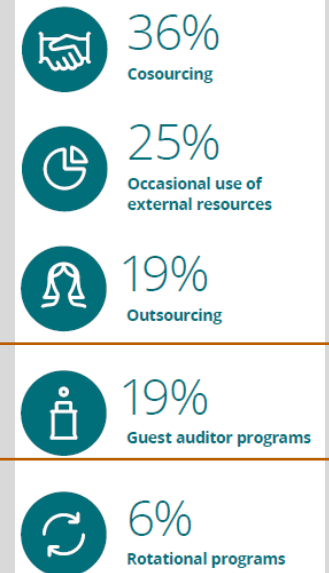 36%
Cosourcing
25%
Occasional use of
external resources
19%
Outsourcing
19%
Guest auditor programs
6%
Rotational programs